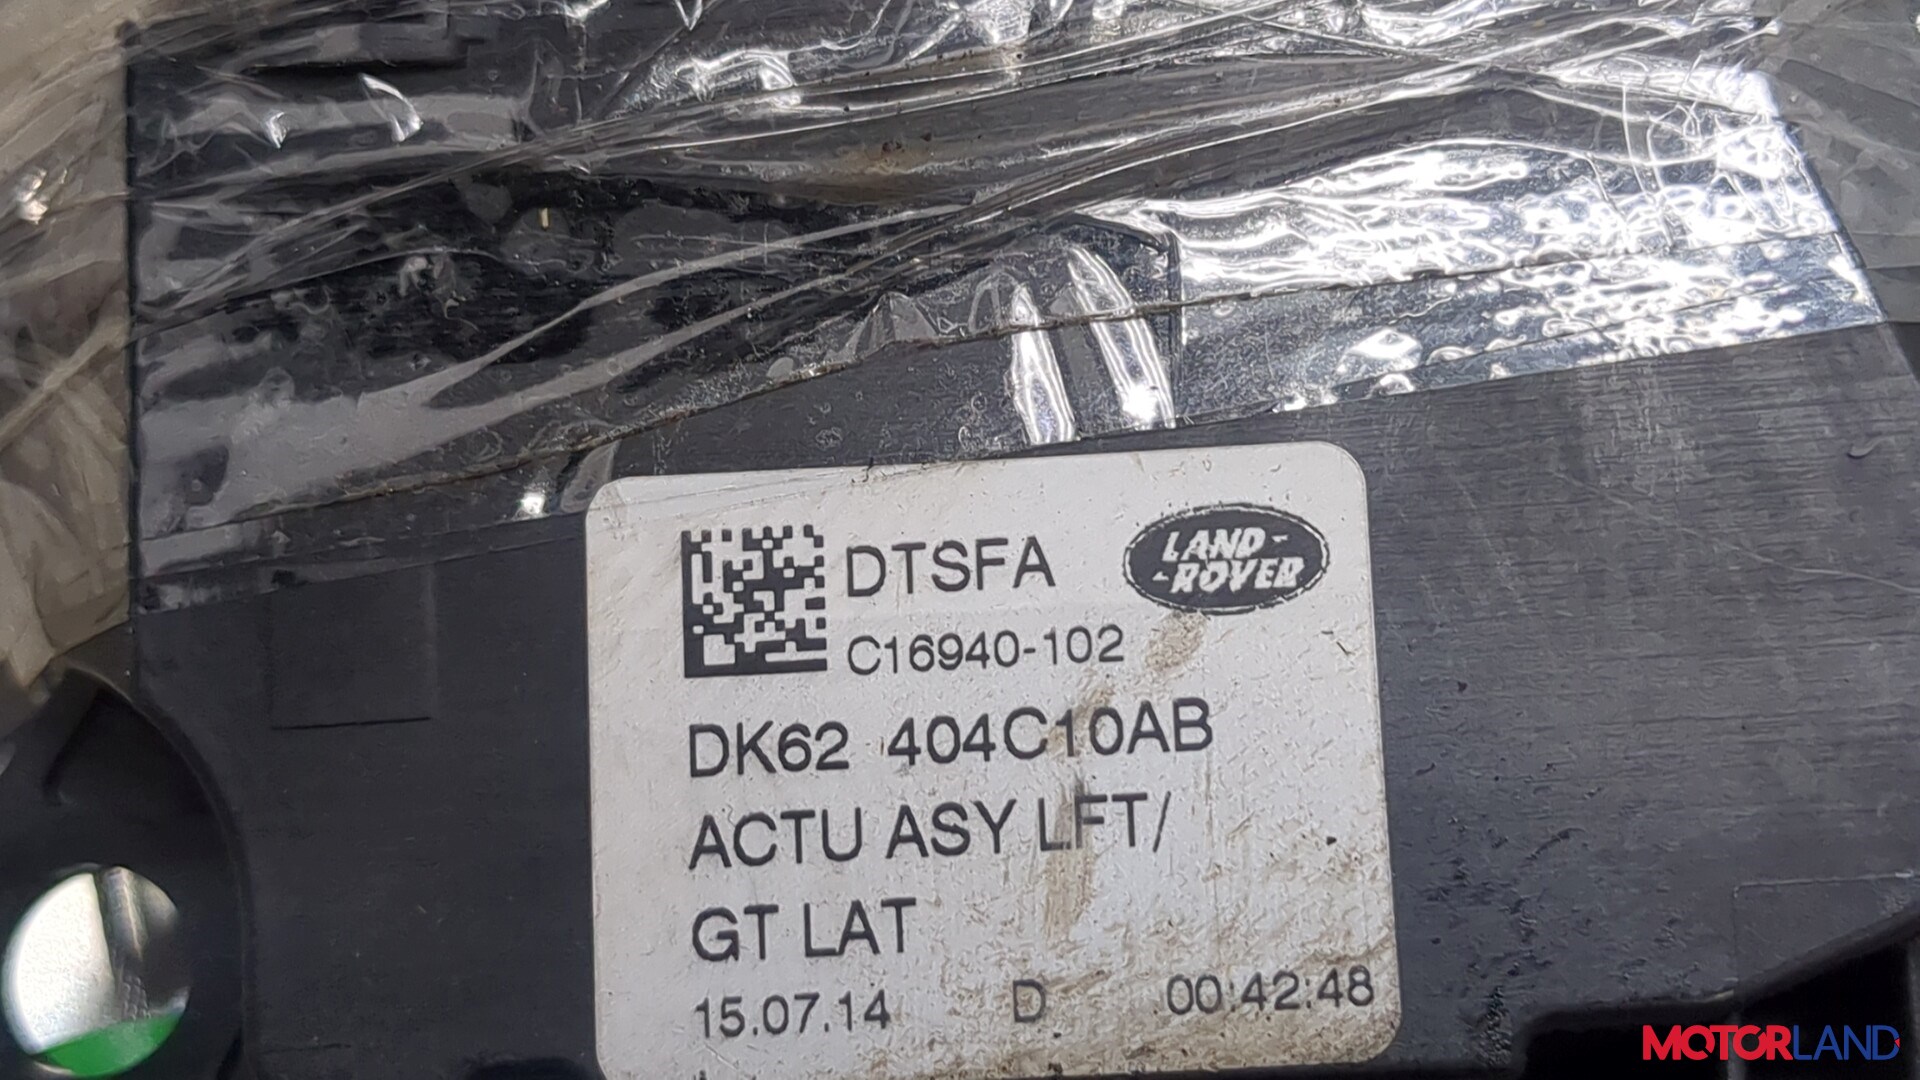 DTSFA
LAND-
-ROVER
C16940-102
DK62 404C10AB
ACTU ASY LFT/
GT LAT
15.07.14 D 00:42:48
MOTORLAND